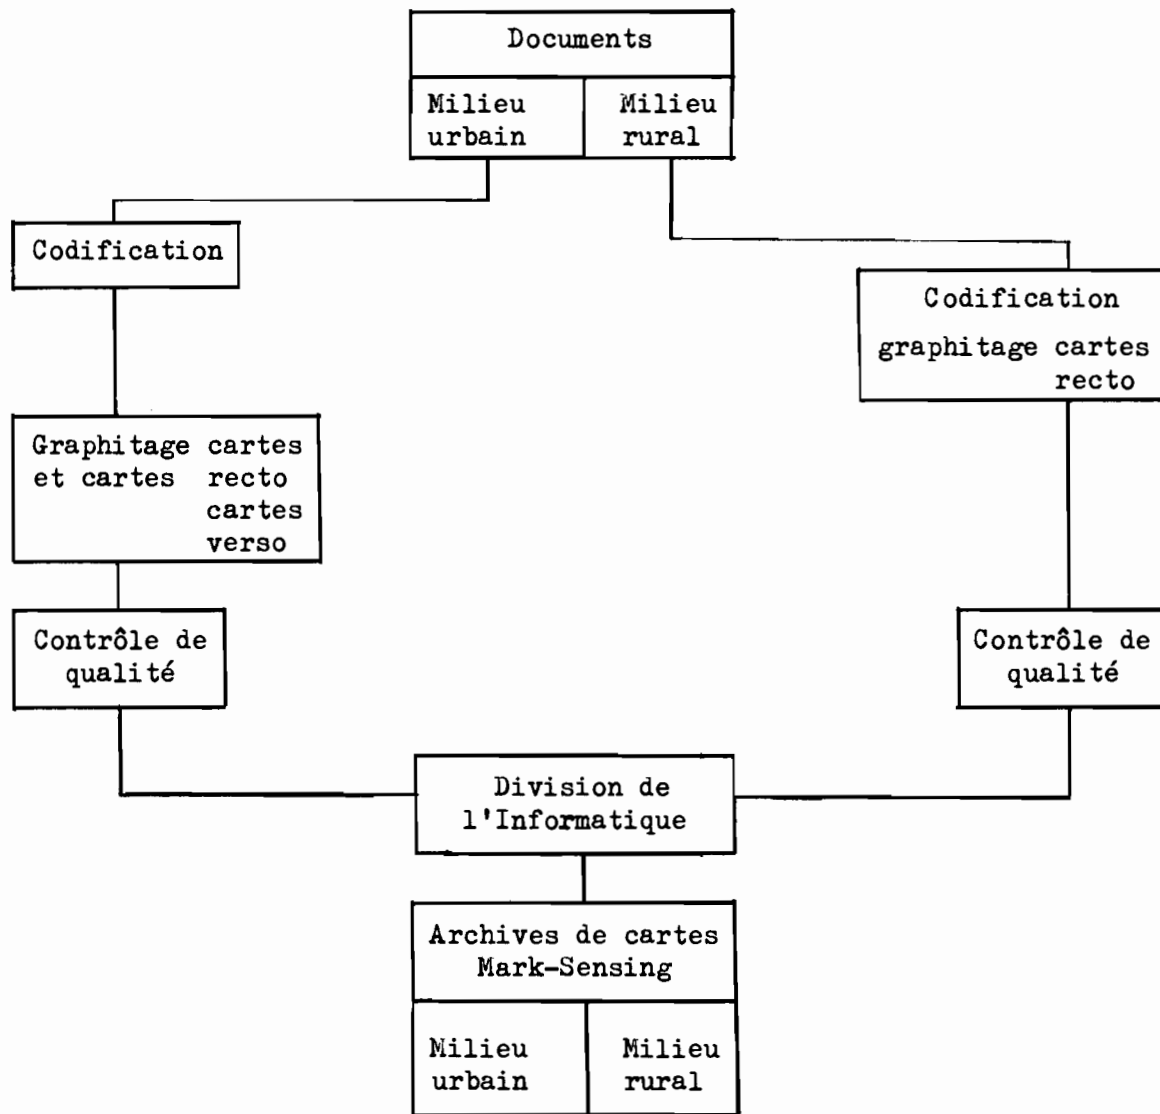 Documents
Milieu
urbain
Milieu
rural
Codification
Codification
graphitage cartes
recto
Graphitage cartes
et cartes recto
cartes
verso
Contrôle de
qualité
Contrôle de
qualité
Division de
l'Informatique
Archives de cartes
Mark-Sensing
Milieu
urbain
Milieu
rural